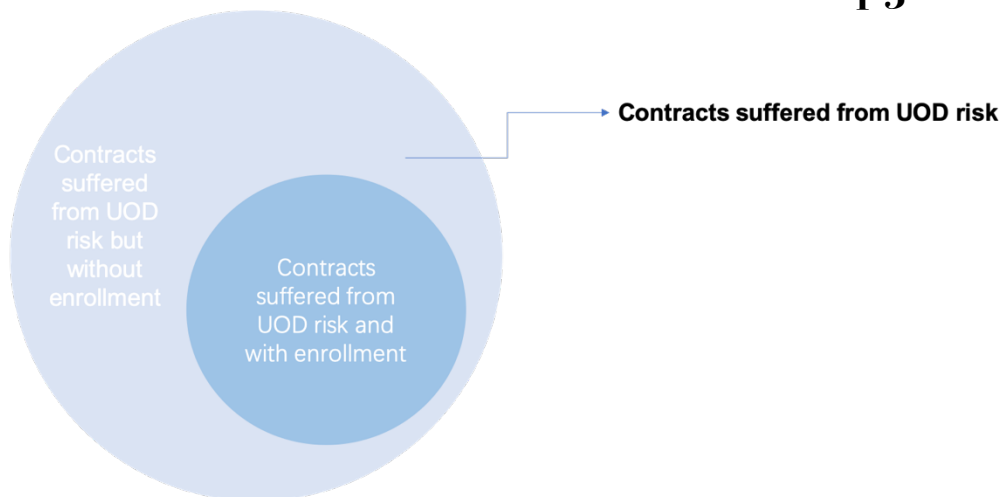 Contracts suffered from UOD risk
Contracts
suffered
from UOD
risk but
without
enrollment
Contracts
suffered from
UOD risk and
with enrollment